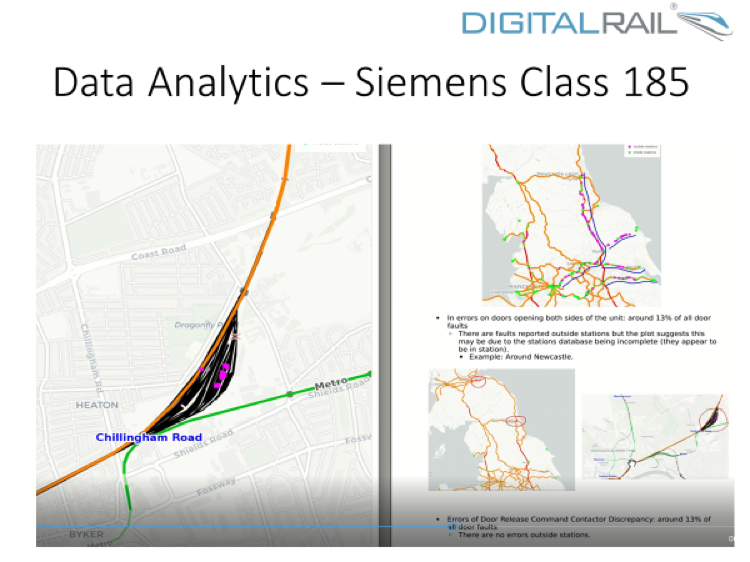 DIGITALRAIL®
Data Analytics – Siemens Class 185
Coast Road
Dragonfly
Chillingham Rd
HEATON
Metro
Shields Road
Chillingham Road
Shields Road
Fossv
Fossway
BYKER
Metro
• In errors on doors opening both sides of the unit: around 13% of all door
faults
◦ There are faults reported outside stations but the plot suggests this
may be due to the stations database being incomplete (they appear to
be in station).
• Example: Around Newcastle.
• Errors of Door Release Command Contactor Discrepancy: around 13% of
all door faults
◦ There are no errors outside stations.